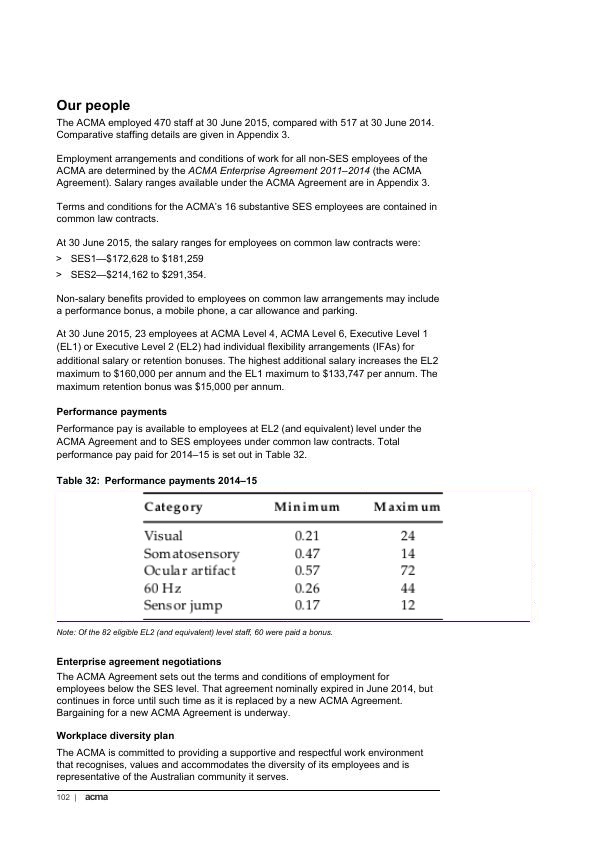 Our people
The ACMA employed 470 staff at 30 June 2015, compared with 517 at 30 June 2014.
Comparative staffing details are given in Appendix 3.
Employment arrangements and conditions of work for all non-SES employees of the
ACMA are determined by the ACMA Enterprise Agreement 2011–2014 (the ACMA
Agreement). Salary ranges available under the ACMA Agreement are in Appendix 3.
Terms and conditions for the ACMA's 16 substantive SES employees are contained in
common law contracts.
At 30 June 2015, the salary ranges for employees on common law contracts were:
> SES1—$172,628 to $181,259
> SES2—$214,162 to $291,354.
Non-salary benefits provided to employees on common law arrangements may include
a performance bonus, a mobile phone, a car allowance and parking.
At 30 June 2015, 23 employees at ACMA Level 4, ACMA Level 6, Executive Level 1
(EL1) or Executive Level 2 (EL2) had individual flexibility arrangements (IFAs) for
additional salary or retention bonuses. The highest additional salary increases the EL2
maximum to $160,000 per annum and the EL1 maximum to $133,747 per annum. The
maximum retention bonus was $15,000 per annum.
Performance payments
Performance pay is available to employees at EL2 (and equivalent) level under the
ACMA Agreement and to SES employees under common law contracts. Total
performance pay paid for 2014–15 is set out in Table 32.
Table 32: Performance payments 2014–15
Category Minimum Maximum
Visual 0.21 24
Somatosensory 0.47 14
Ocular artifact 0.57 72
60 Hz 0.26 44
Sensor jump 0.17 12
Note: Of the 82 eligible EL2 (and equivalent) level staff, 60 were paid a bonus.
Enterprise agreement negotiations
The ACMA Agreement sets out the terms and conditions of employment for
employees below the SES level. That agreement nominally expired in June 2014, but
continues in force until such time as it is replaced by a new ACMA Agreement.
Bargaining for a new ACMA Agreement is underway.
Workplace diversity plan
The ACMA is committed to providing a supportive and respectful work environment
that recognises, values and accommodates the diversity of its employees and is
representative of the Australian community it serves.
102 | acma